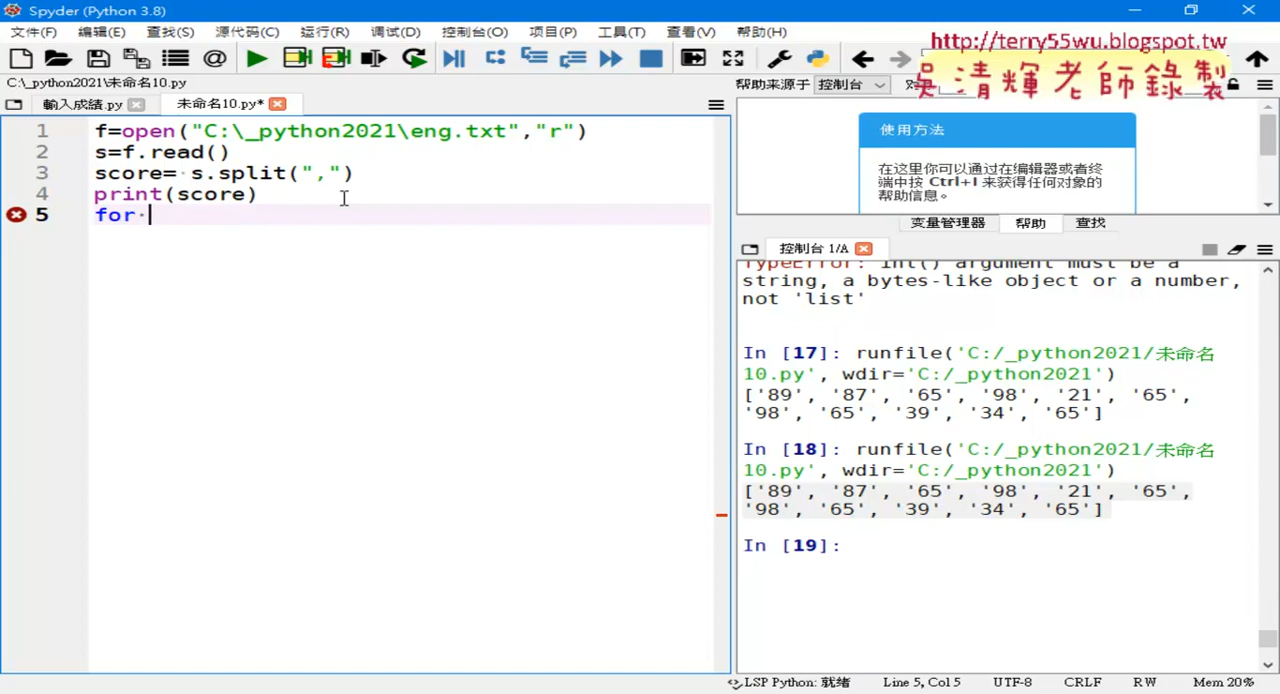 Spyder (Python 3.8)
文件(F) 编辑(E) 查找(S) 源代码(C) 运行(R) 调试(D) 控制台(O) 项目(P) 工具(T) 查看(V) 帮助(H)
http://terry55wu.blogspot.tw
吳清輝老師錄製
C:\_python2021\未命名10.py
帮助来源于 控制台
輸入成績.py 未命名10.py*
1 f=open("C:\_python2021\eng.txt","r")
2 s=f.read()
3 score= s.split(",")
4 print(score)
5 for
使用方法
在这里你可以通过在编辑器或者终
端中按 Ctrl+I 来获得任何对象的
帮助信息。
变量管理器 帮助 查找
控制台 1/A
TypeError: int() argument must be a
string, a bytes-like object or a number,
not 'list'
In [17]: runfile('C:/_python2021/未命名
10.py', wdir='C:/_python2021')
['89', '87', '65', '98', '21', '65',
'98', '65', '39', '34', '65']
In [18]: runfile('C:/_python2021/未命名
10.py', wdir='C:/_python2021')
['89', '87', '65', '98', '21', '65',
'98', '65', '39', '34', '65']
In [19]:
LSP Python: 就绪 Line 5, Col 5 UTF-8 CRLF RW Mem 20%